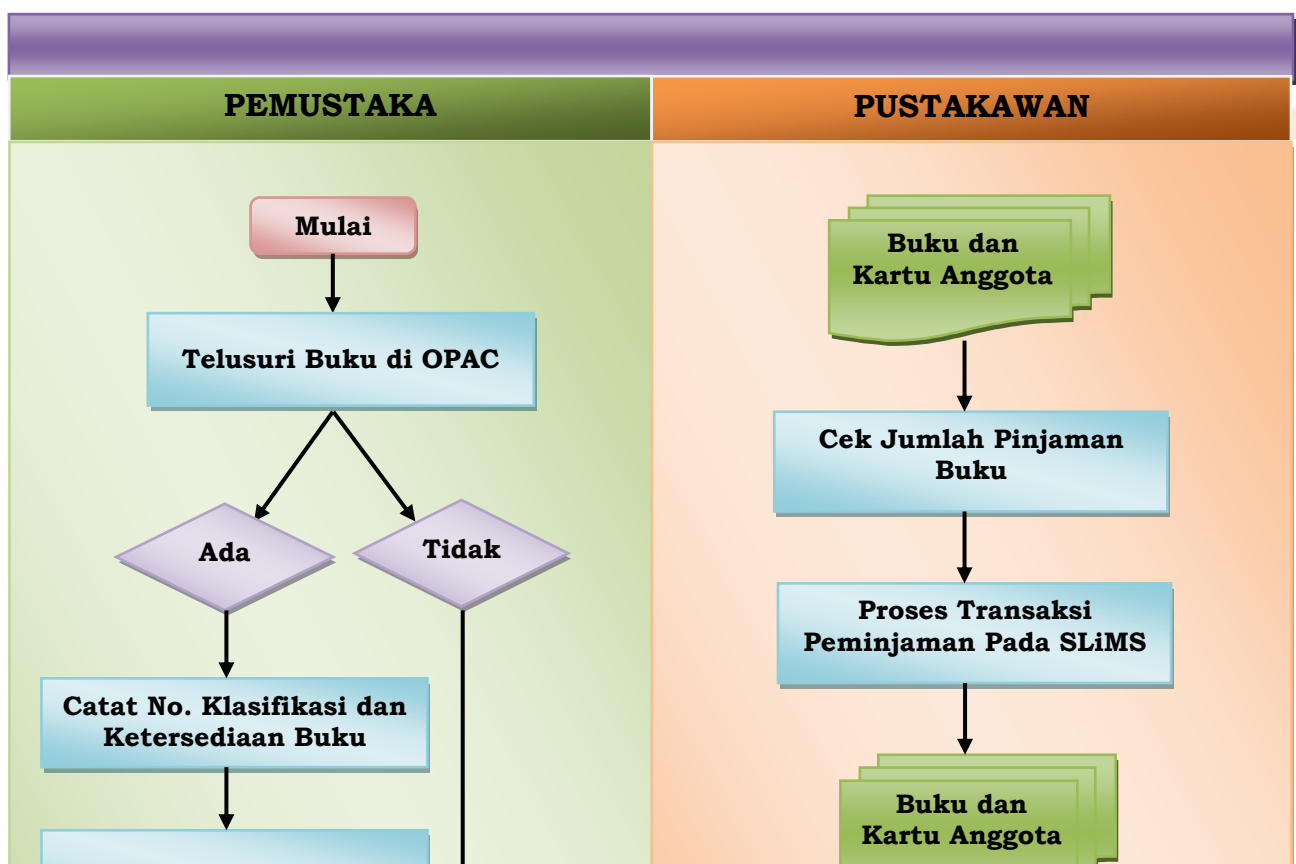 PEMUSTAKA
PUSTAKAWAN
Mulai
Telusuri Buku di OPAC
Ada
Tidak
Catat No. Klasifikasi dan
Ketersediaan Buku
Buku dan
Kartu Anggota
Cek Jumlah Pinjaman
Buku
Proses Transaksi
Peminjaman Pada SLiMS
Buku dan
Kartu Anggota